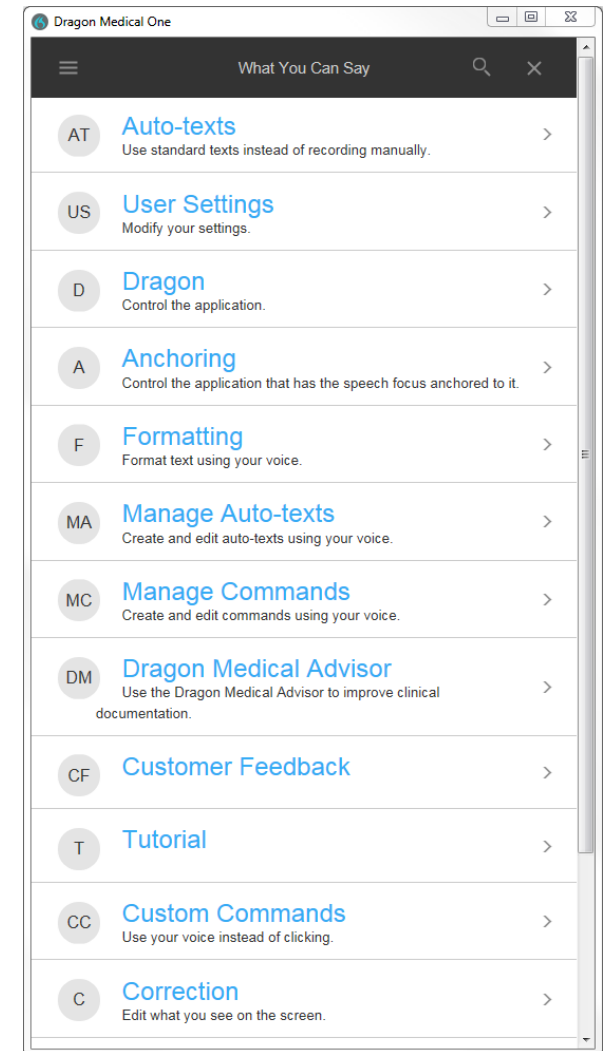 Dragon Medical One
What You Can Say
AT
Auto-texts
Use standard texts instead of recording manually.
US
User Settings
Modify your settings.
D
Dragon
Control the application.
A
Anchoring
Control the application that has the speech focus anchored to it.
F
Formatting
Format text using your voice.
MA
Manage Auto-texts
Create and edit auto-texts using your voice.
MC
Manage Commands
Create and edit commands using your voice.
DM
Dragon Medical Advisor
Use the Dragon Medical Advisor to improve clinical
documentation.
CF
Customer Feedback
T
Tutorial
CC
Custom Commands
Use your voice instead of clicking.
C
Correction
Edit what you see on the screen.